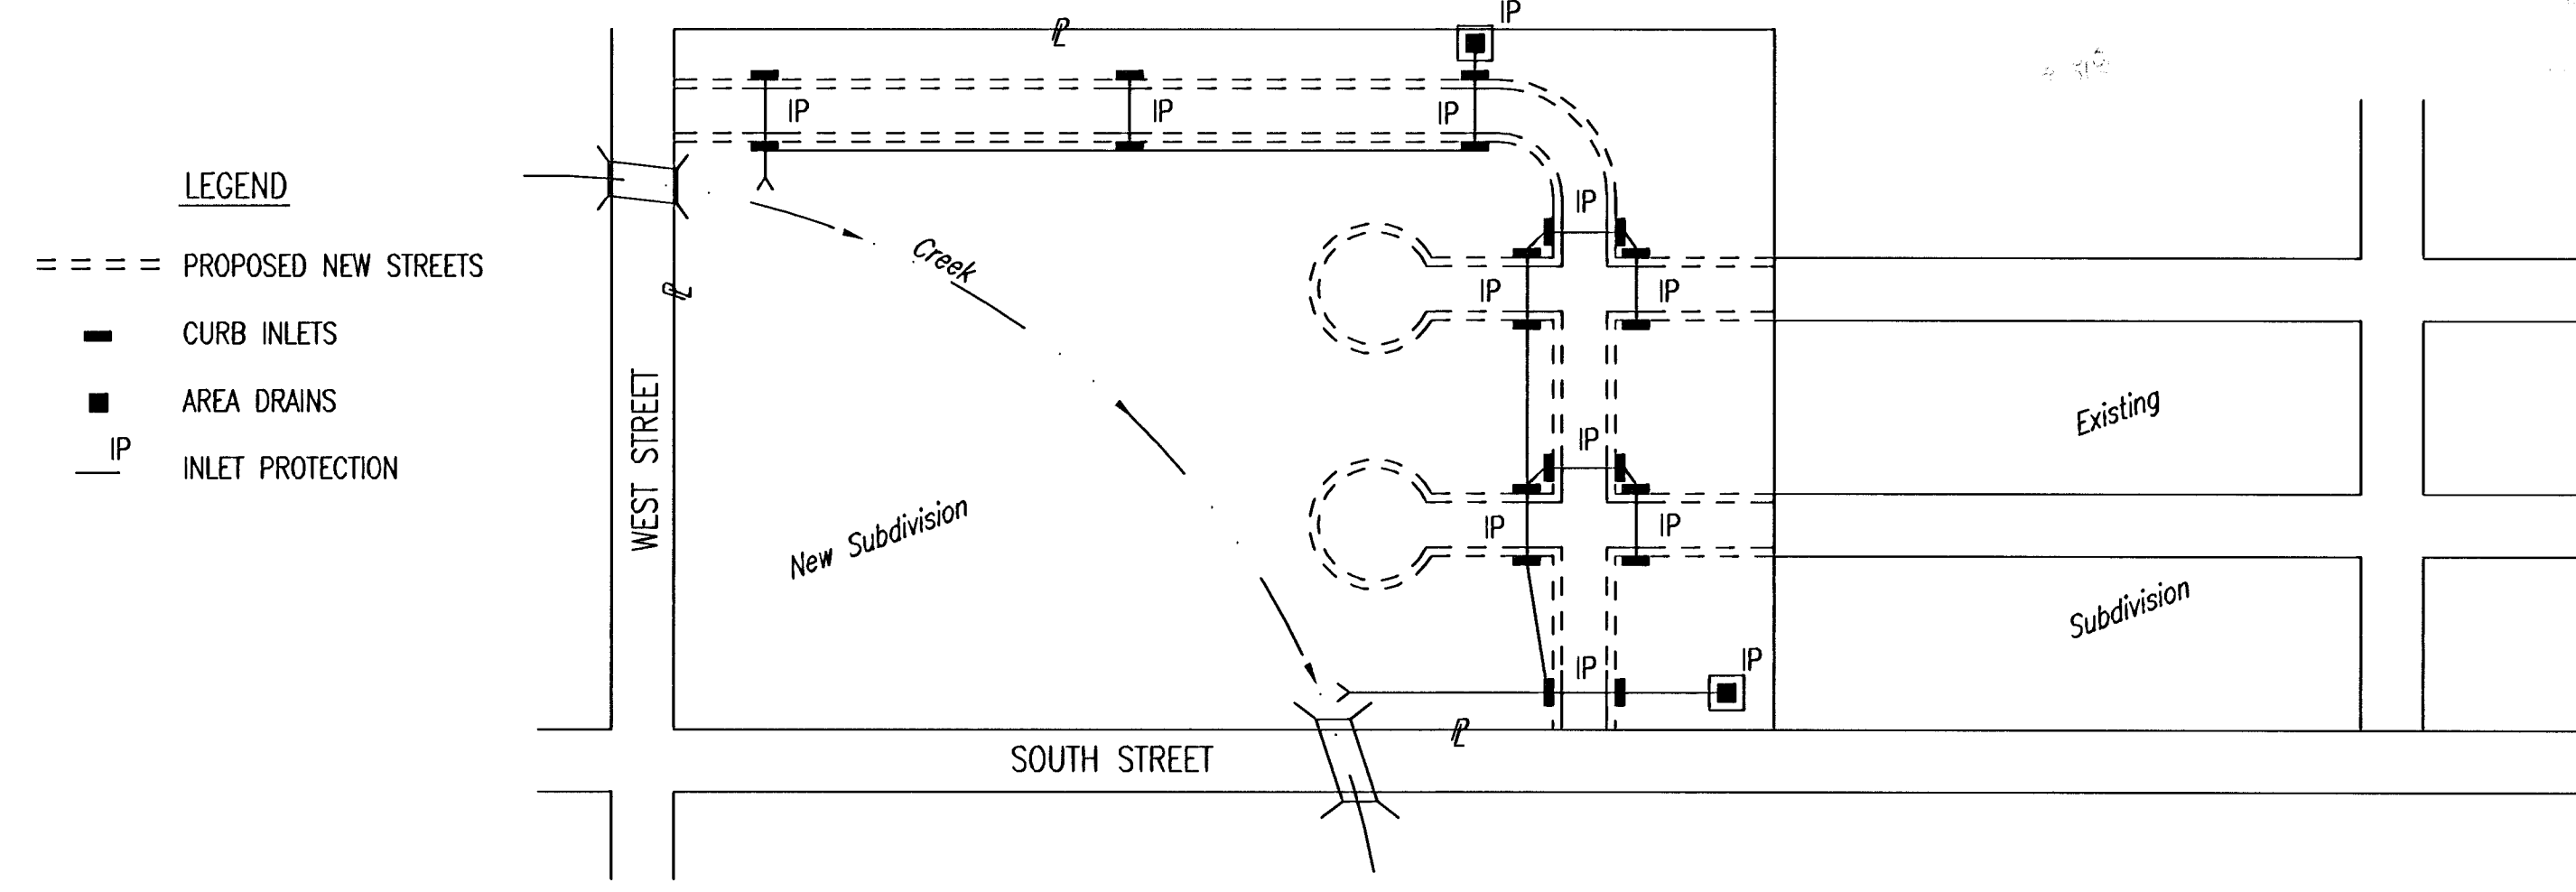 IP
℄
IP
IP
IP
LEGEND
IP
PROPOSED NEW STREETS
Creek
IP
IP
CURB INLETS
WEST STREET
AREA DRAINS
Existing
IP
IP
INLET PROTECTION
New Subdivision
IP
IP
Subdivision
IP
IP
SOUTH STREET